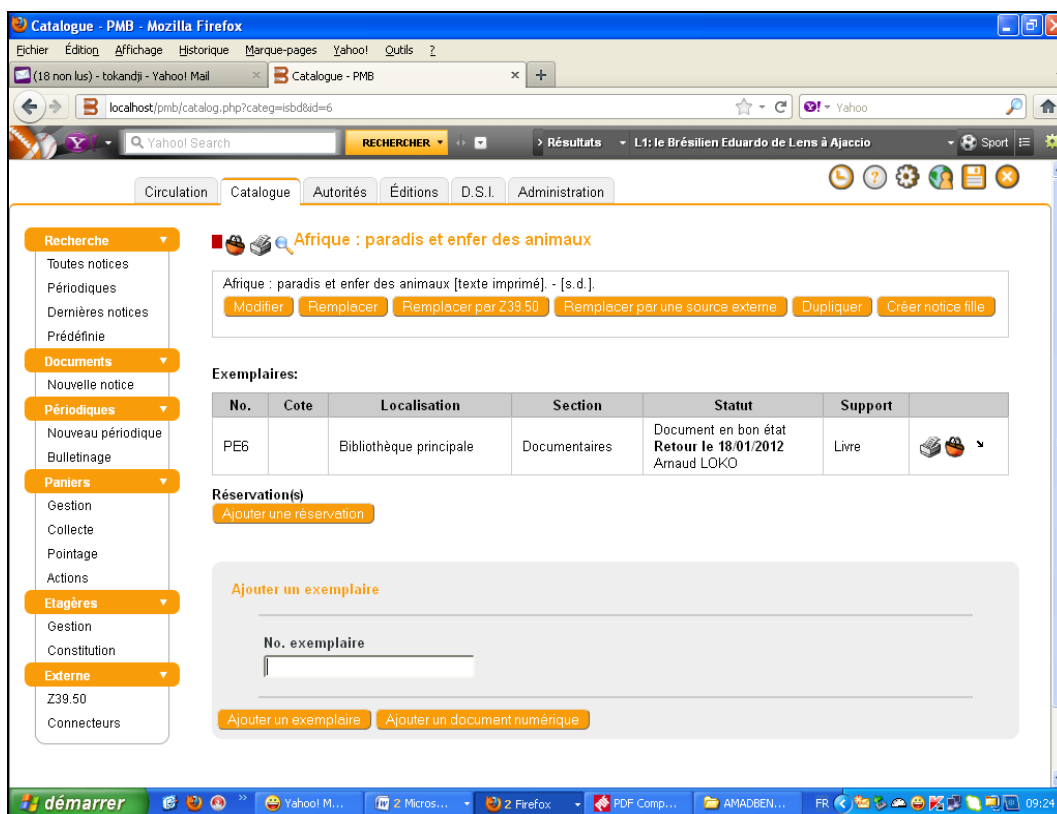 Catalogue - PMB - Mozilla Firefox
Fichier Édition Affichage Historique Marque-pages Yahoo! Outils ?
(18 non lus) - tokandji - Yahoo! Mail × Catalogue - PMB × +
localhost/pmb/catalog.php?categ=isbd&id=6 Yahoo
Yahoo! Search RECHERCHER > Résultats L1: le Brésilien Eduardo de Lens à Ajaccio Sport
Circulation Catalogue Autorités Éditions D.S.I. Administration
Recherche
Toutes notices
Périodiques
Dernières notices
Prédéfinie
Documents
Nouvelle notice
Périodiques
Nouveau périodique
Bulletinage
Paniers
Gestion
Collecte
Pointage
Actions
Etagères
Gestion
Constitution
Externe
Z39.50
Connecteurs
Afrique : paradis et enfer des animaux
Afrique : paradis et enfer des animaux [texte imprimé]. - [s.d.].
Modifier Remplacer Remplacer par Z39.50 Remplacer par une source externe Dupliquer Créer notice fille
Exemplaires:
No. Cote Localisation Section Statut Support
PE6 Bibliothèque principale Documentaires Document en bon état Livre
Retour le 18/01/2012
Arnaud LOKO
Réservation(s)
Ajouter une réservation
Ajouter un exemplaire
No. exemplaire
Ajouter un exemplaire Ajouter un document numérique
démarrer » Yahoo! M... 2 Micros... 2 Firefox PDF Comp... AMADBEN... FR 09:24